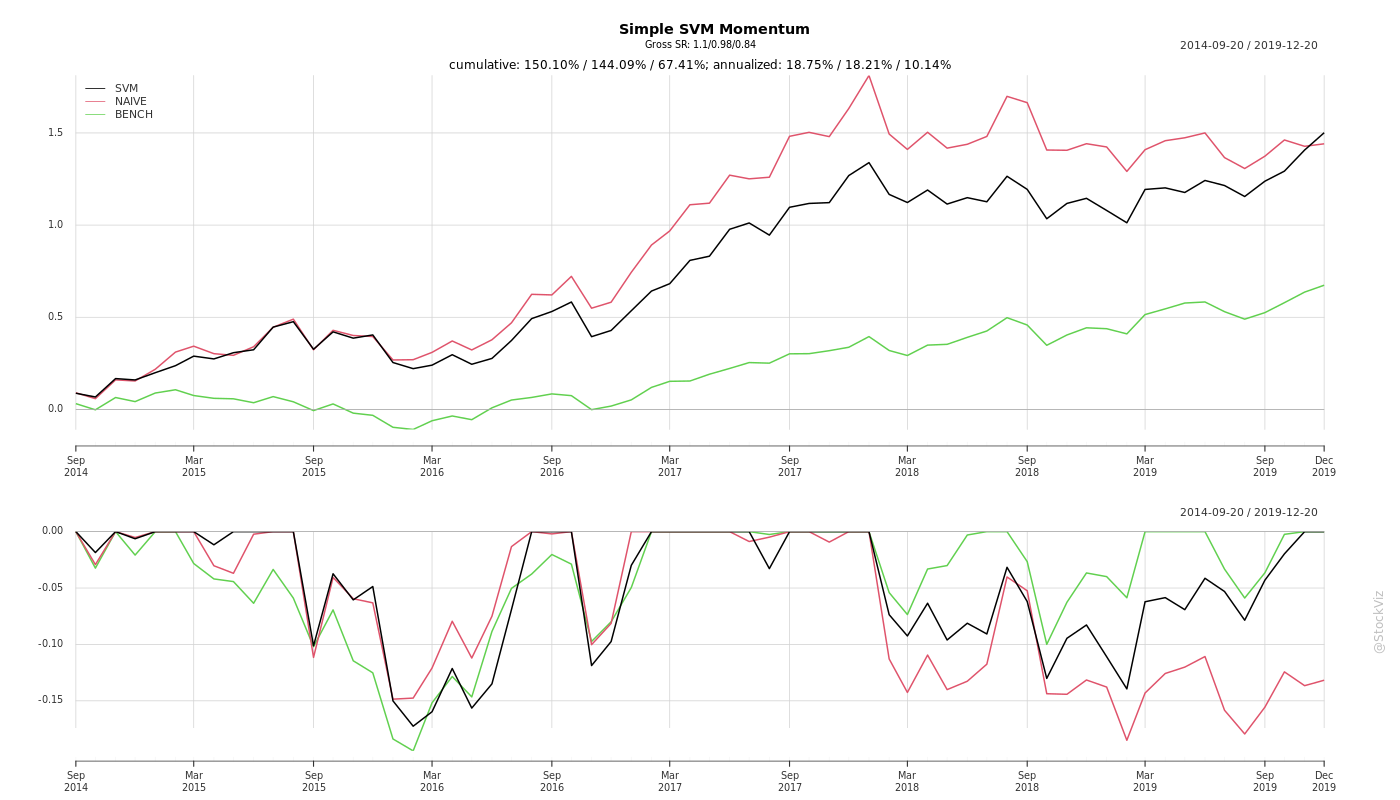 Simple SVM Momentum
Gross SR: 1.1/0.98/0.84
2014-09-20 / 2019-12-20
cumulative: 150.10% / 144.09% / 67.41%; annualized: 18.75% / 18.21% / 10.14%
SVM
NAIVE
BENCH
1.5
1.0
0.5
0.0
Sep Mar Sep Mar Sep Mar Sep Mar Sep Mar Sep Dec
2014 2015 2015 2016 2016 2017 2017 2018 2018 2019 2019 2019
2014-09-20 / 2019-12-20
0.00
-0.05
-0.10
-0.15
Sep Mar Sep Mar Sep Mar Sep Mar Sep Mar Sep Dec
2014 2015 2015 2016 2016 2017 2017 2018 2018 2019 2019 2019
@StockViz